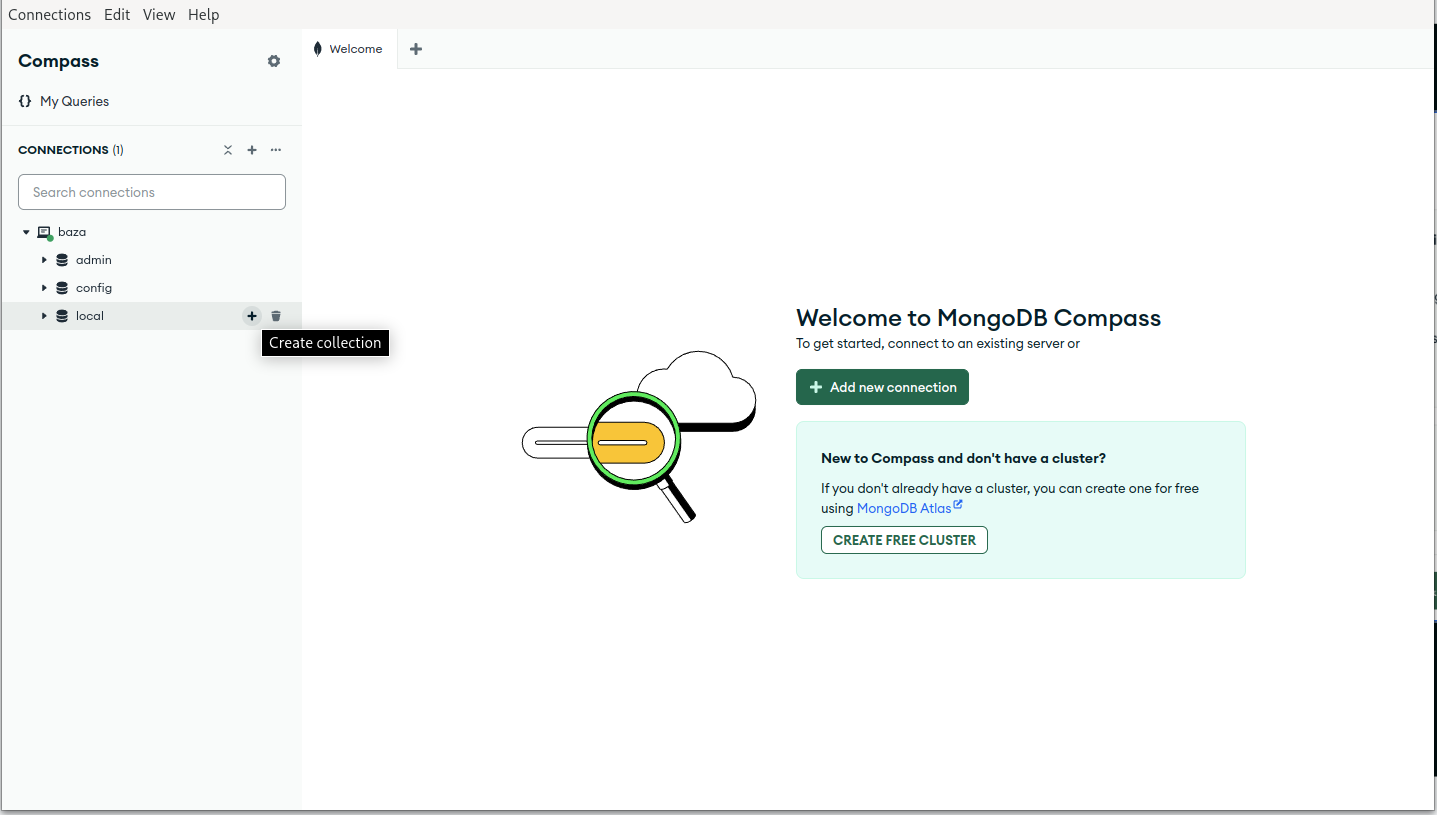 Connections Edit View Help
Compass
My Queries
CONNECTIONS (1)
Search connections
baza
admin
config
local
Create collection
Welcome
Welcome to MongoDB Compass
To get started, connect to an existing server or
Add new connection
New to Compass and don't have a cluster?
If you don't already have a cluster, you can create one for free
using MongoDB Atlas
CREATE FREE CLUSTER